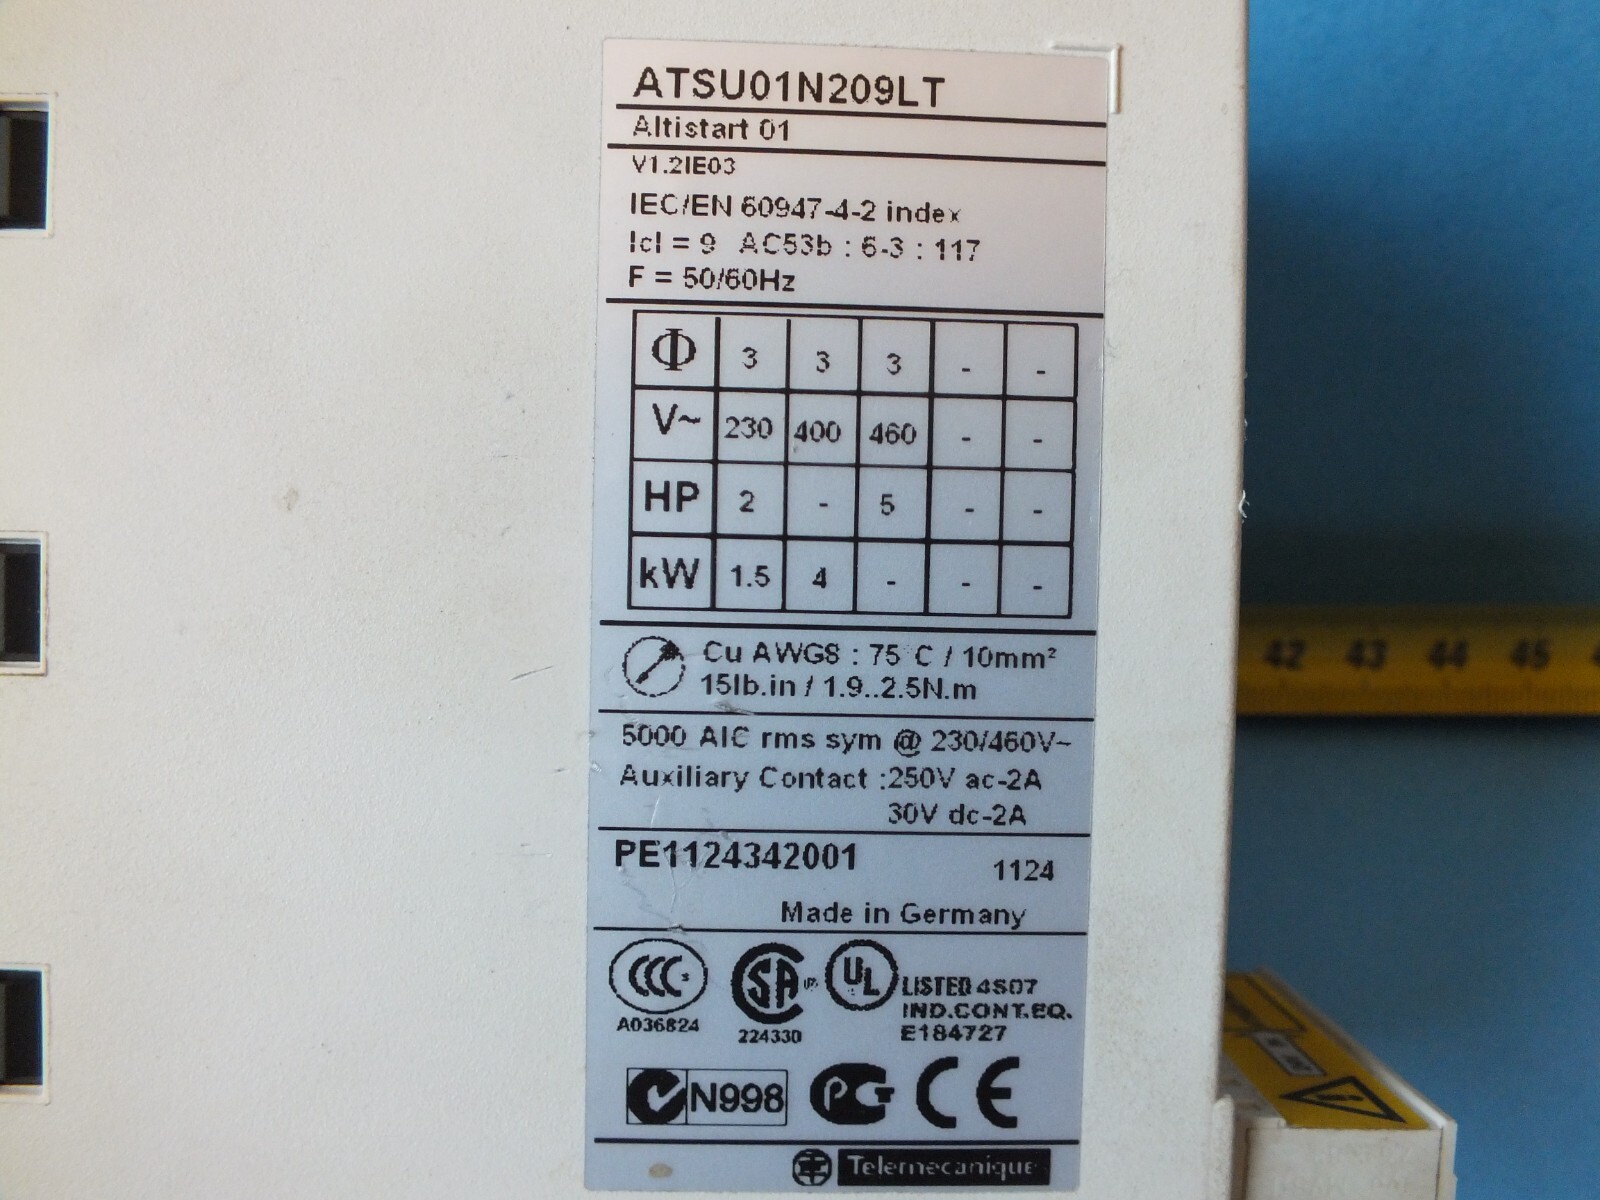 ATSU01N209LT
Altistart 01
V1.2IE03
IEC/EN 60947-4-2 index
Icl = 9 AC53b : 6-3 : 117
F = 50/60Hz
Φ 3 3 3 - -
V~ 230 400 460 - -
HP 2 - 5 - -
kW 1.5 4 - - -
Cu AWG8 : 75 C / 10mm²
15lb.in / 1.9..2.5N.m
5000 AIC rms sym @ 230/460V~
Auxiliary Contact :250V ac-2A
30V dc-2A
PE1124342001 1124
Made in Germany
CCC S SA UL LISTED 4S07
IND.CONT.EQ.
A036824 224330 E184727
N998 PCT CE
Telemecanique
42 43 44 45